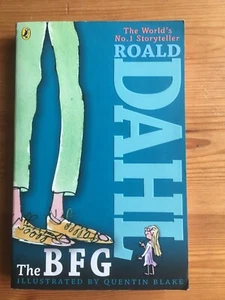 The World's
No.1 Storyteller
ROALD
DAHL
The BFG
ILLUSTRATED BY QUENTIN BLAKE